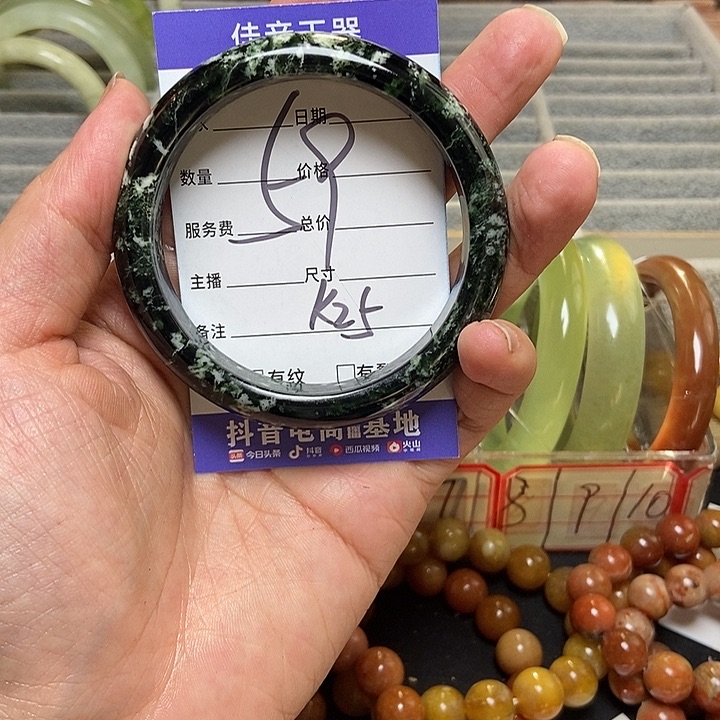 佳音玉器
日期
数量 价格
服务费 总价
主播 尺寸
备注
59
K25
有纹
抖音电商直播基地
今日头条 抖音 西瓜视频 火山
7 8 9 10